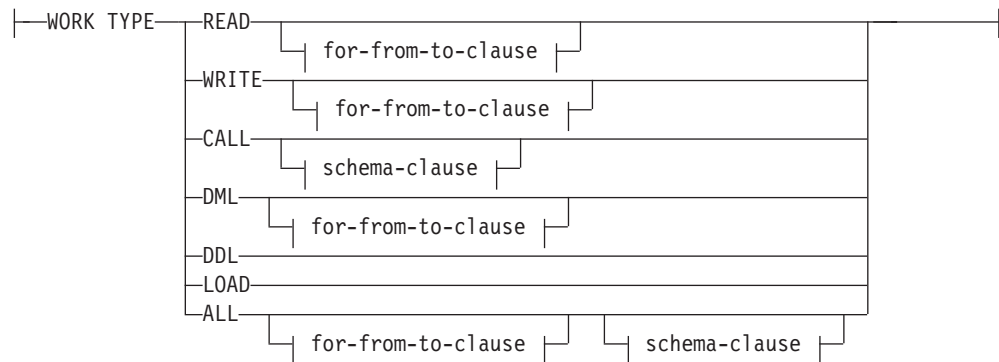 WORK TYPE READ
for-from-to-clause
WRITE
for-from-to-clause
CALL
schema-clause
DML
for-from-to-clause
DDL
LOAD
ALL
for-from-to-clause schema-clause